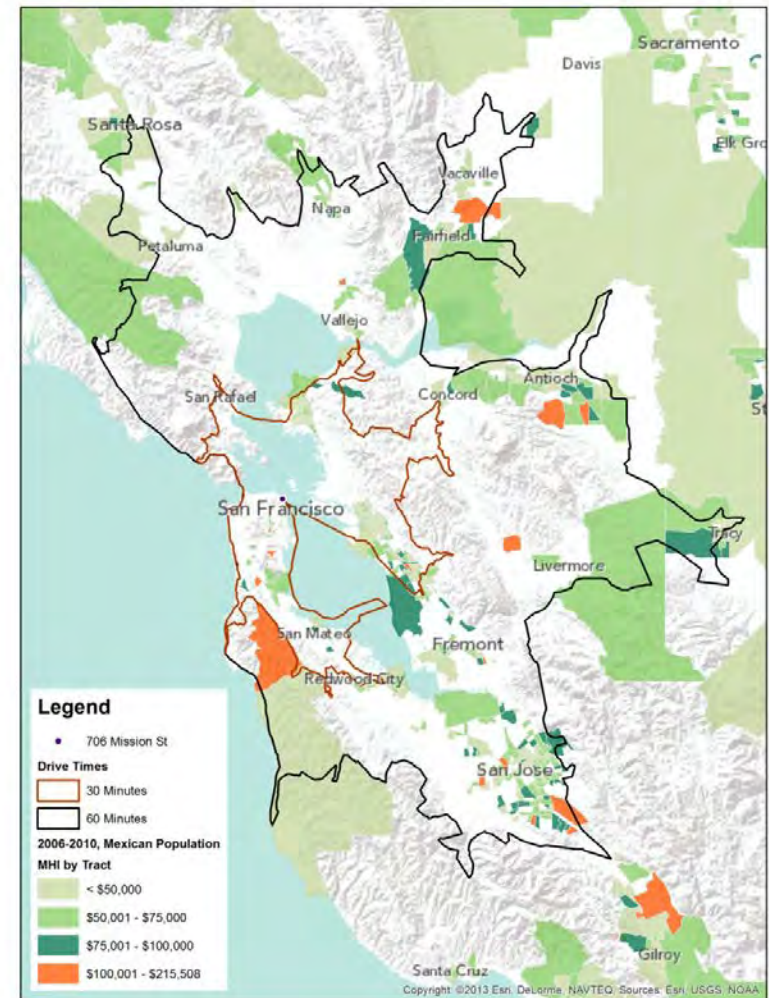 Sacramento
Davis
Santa Rosa
Elk Gro
Vacaville
Napa
Fairfield
Petaluma
Vallejo
San Rafael
Concord
Antioch
St
San Francisco
Tracy
Livermore
San Mateo
Fremont
Redwood City
San Jose
Gilroy
Santa Cruz
Legend
706 Mission St
Drive Times
30 Minutes
60 Minutes
2006-2010, Mexican Population
MHI by Tract
< $50,000
$50,001 - $75,000
$75,001 - $100,000
$100,001 - $215,508
Copyright: ©2013 Esri, DeLorme, NAVTEQ, Sources: Esri, USGS, NOAA